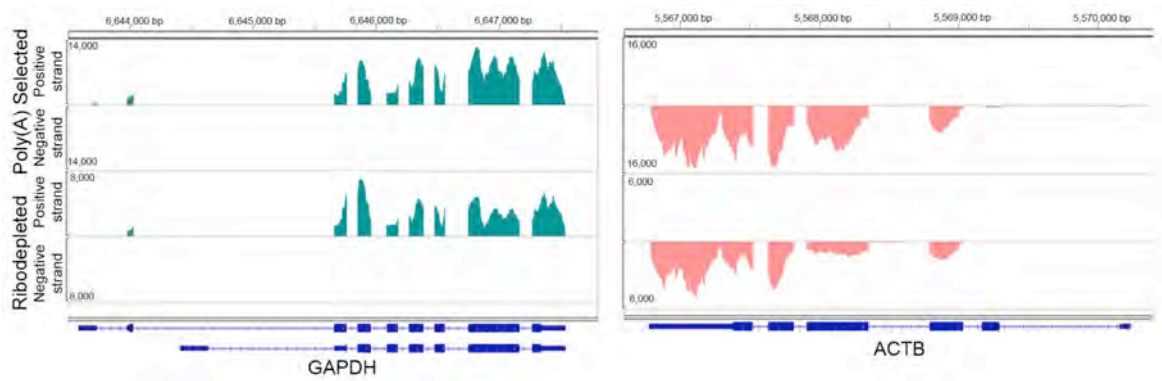 6,644,000 bp 6,645,000 bp 6,646,000 bp 6,647,000 bp
5,567,000 bp 5,568,000 bp 5,569,000 bp 5,570,000 bp
Poly(A) Selected
Positive strand
14,000
16,000
Negative strand
14,000
16,000
Ribodepleted
Positive strand
8,000
6,000
Negative strand
8,000
6,000
GAPDH
ACTB